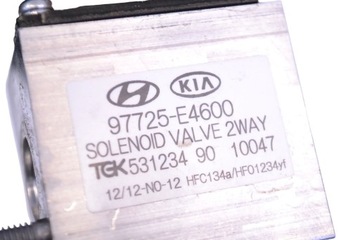 KIA
97725-E4600
SOLENOID VALVE 2WAY
TGK 531234 90 10047
12/12-NO-12 HFC134a/HFO1234yf